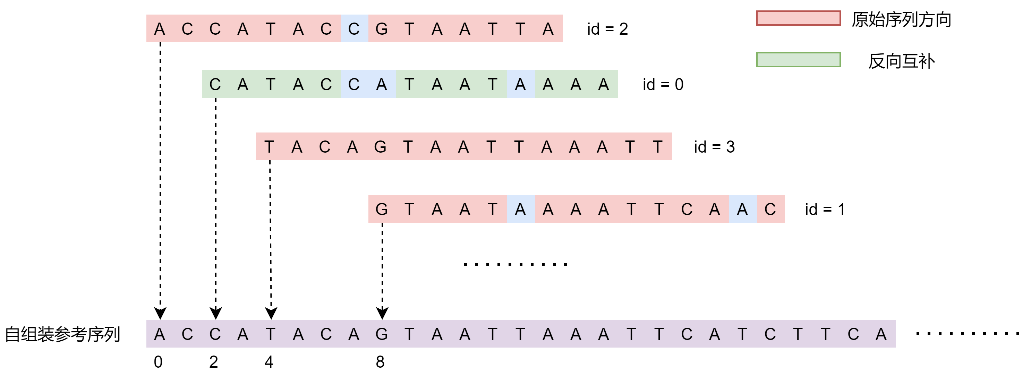 A C C A T A C C G T A A T T A id = 2
原始序列方向
C A T A C C A T A A T A A A A id = 0
反向互补
T A C A G T A A T T A A A T T id = 3
G T A A T A A A A T T C A A C id = 1
..........
自组装参考序列 A C C A T A C A G T A A T T A A A T T C A T C T T C A ..........
0 2 4 8